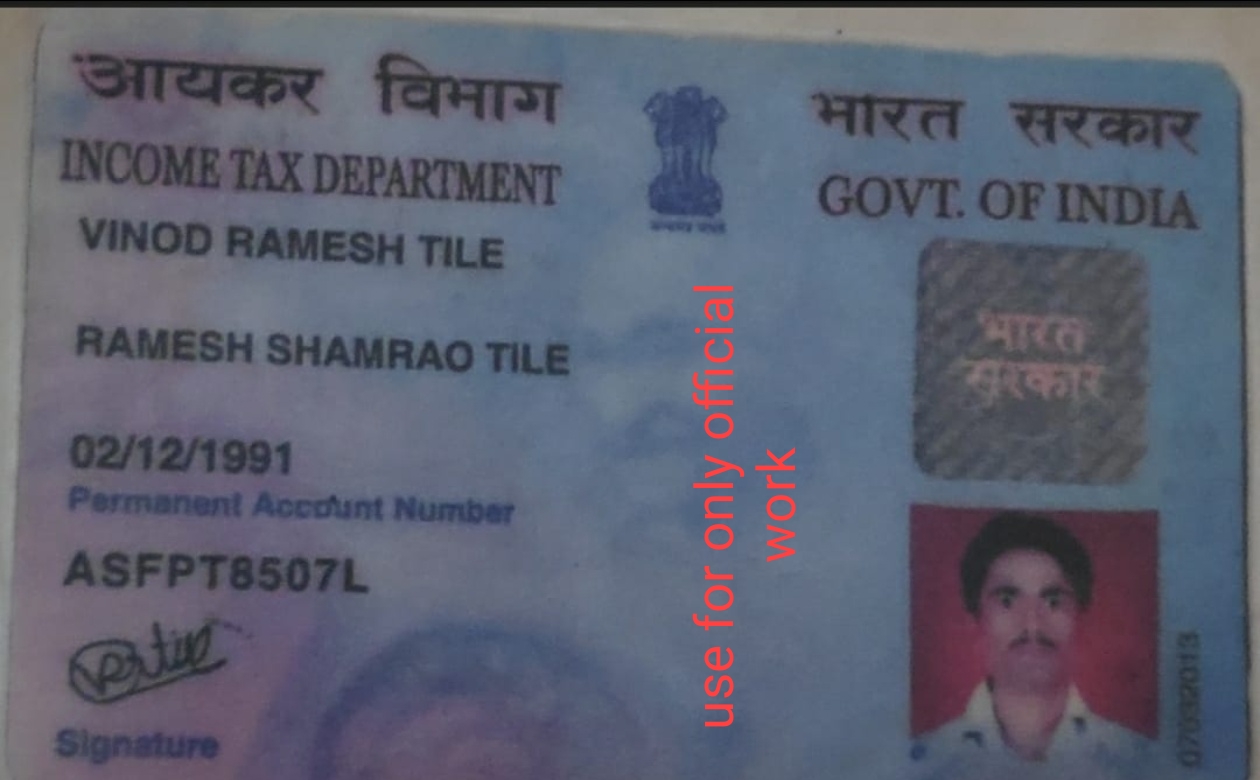 आयकर विभाग
INCOME TAX DEPARTMENT
भारत सरकार
GOVT. OF INDIA
VINOD RAMESH TILE
RAMESH SHAMRAO TILE
02/12/1991
Permanent Account Number
ASFPT8507L
Signature
भारत
सरकार
07032013
use for only official
work